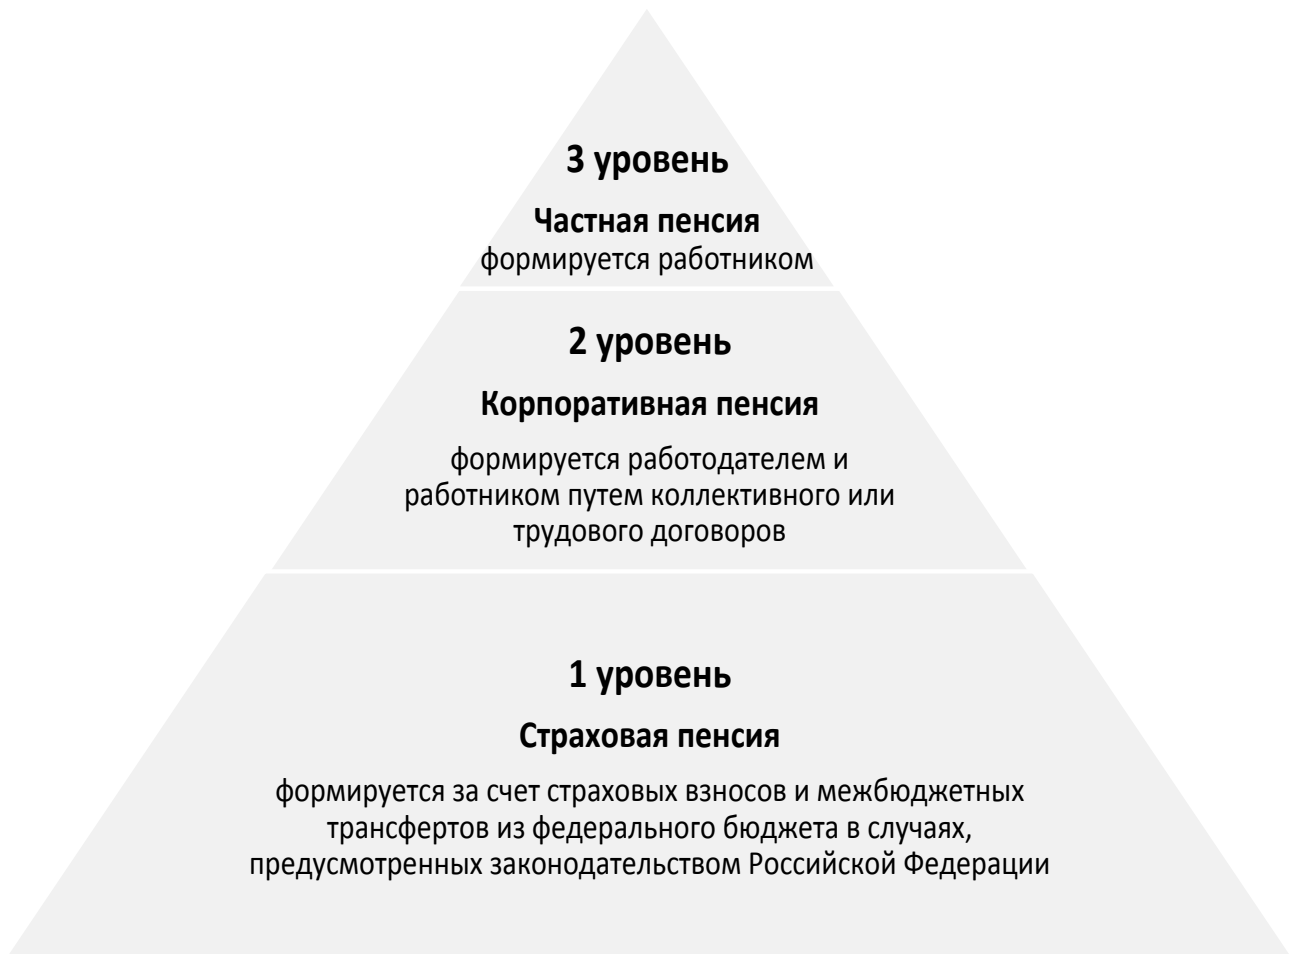 3 уровень
Частная пенсия
формируется работником
2 уровень
Корпоративная пенсия
формируется работодателем и
работником путем коллективного или
трудового договоров
1 уровень
Страховая пенсия
формируется за счет страховых взносов и межбюджетных
трансфертов из федерального бюджета в случаях,
предусмотренных законодательством Российской Федерации